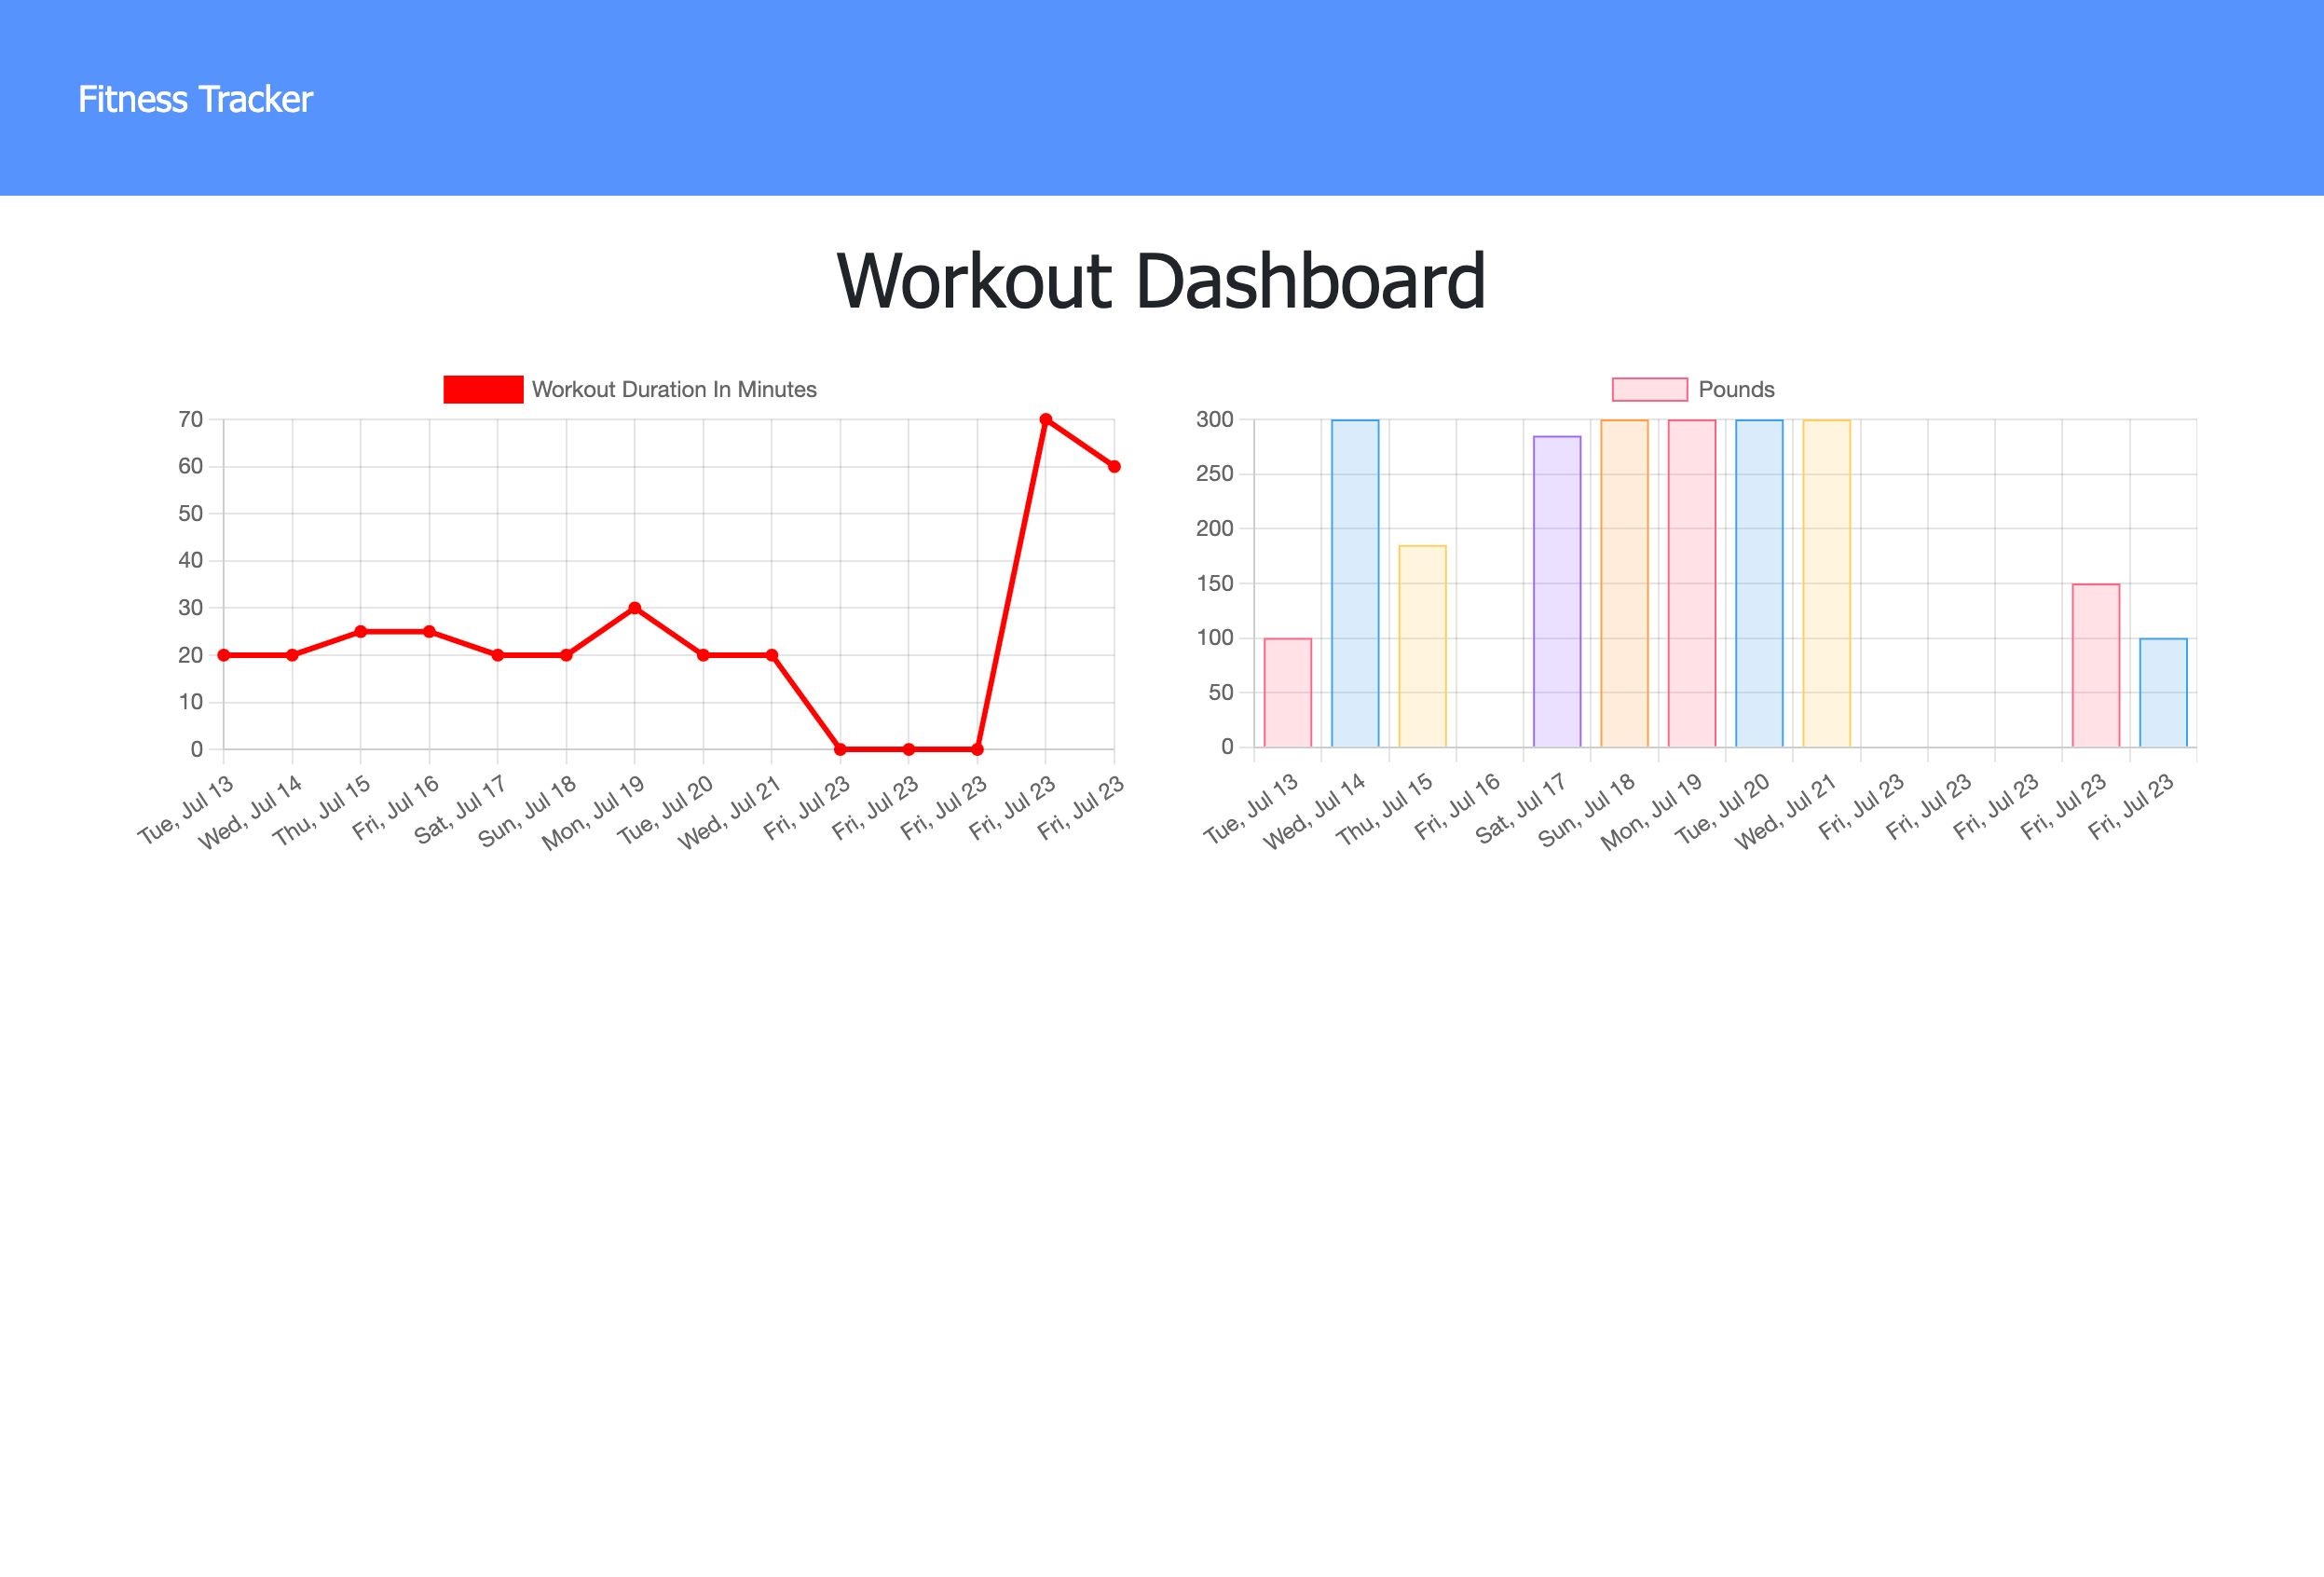 Fitness Tracker
Workout Dashboard
Workout Duration In Minutes
70
60
50
40
30
20
10
0
Tue, Jul 13
Wed, Jul 14
Thu, Jul 15
Fri, Jul 16
Sat, Jul 17
Sun, Jul 18
Mon, Jul 19
Tue, Jul 20
Wed, Jul 21
Fri, Jul 23
Fri, Jul 23
Fri, Jul 23
Fri, Jul 23
Fri, Jul 23
Pounds
300
250
200
150
100
50
0
Tue, Jul 13
Wed, Jul 14
Thu, Jul 15
Fri, Jul 16
Sat, Jul 17
Sun, Jul 18
Mon, Jul 19
Tue, Jul 20
Wed, Jul 21
Fri, Jul 23
Fri, Jul 23
Fri, Jul 23
Fri, Jul 23
Fri, Jul 23